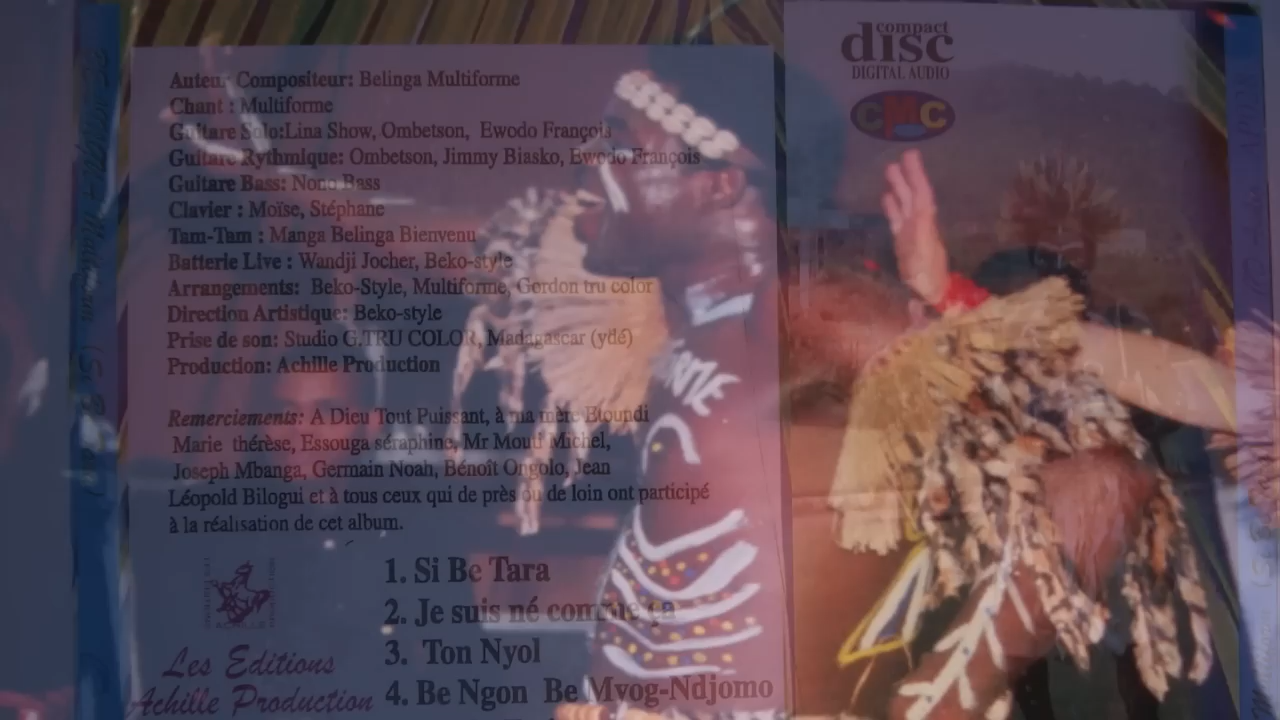 Auteur Compositeur: Belinga Multiforme
Chant : Multiforme
Guitare Solo:Lina Show, Ombetson, Ewodo François
Guitare Rythmique: Ombetson, Jimmy Biasko, Ewodo François
Guitare Bass: Nono Bass
Clavier : Moïse, Stéphane
Tam-Tam : Manga Belinga Bienvenu
Batterie Live : Wandji Jocher, Beko-style
Arrangements: Beko-Style, Multiforme, Gordon tru color
Direction Artistique: Beko-style
Prise de son: Studio G.TRU COLOR, Madagascar (ydé)
Production: Achille Production
Remerciements: A Dieu Tout Puissant, à ma mère Etoundi
Marie thérèse, Essouga séraphine, Mr Mouti Michel,
Joseph Mbanga, Germain Noah, Bénoît Ongolo, Jean
Léopold Bilogui et à tous ceux qui de près ou de loin ont participé
à la réalisation de cet album.
1. Si Be Tara
2. Je suis né comme ça
3. Ton Nyol
4. Be Ngon Be Mvog-Ndjomo
Les Editions
Achille Production
compact
disc
DIGITAL AUDIO
CMC